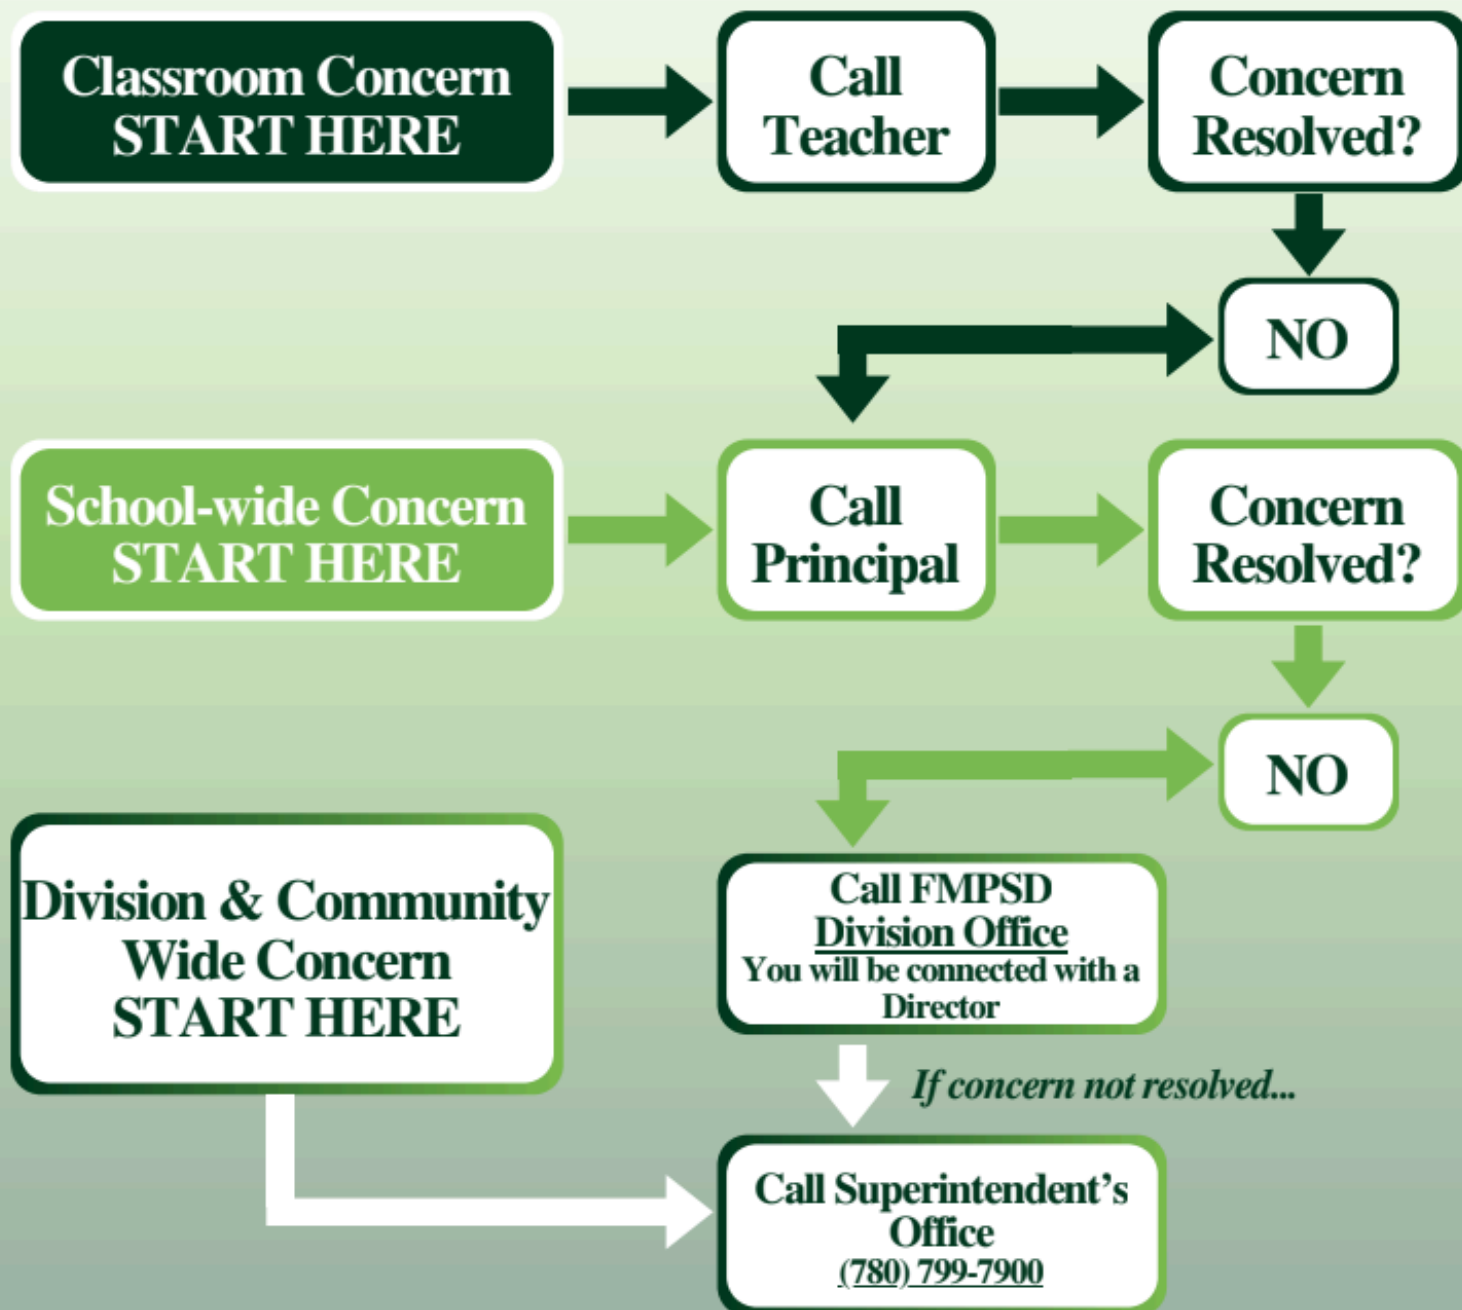 Classroom Concern
START HERE
Call
Teacher
Concern
Resolved?
NO
School-wide Concern
START HERE
Call
Principal
Concern
Resolved?
NO
Division & Community
Wide Concern
START HERE
Call FMPSD
Division Office
You will be connected with a
Director
If concern not resolved...
Call Superintendent’s
Office
(780) 799-7900